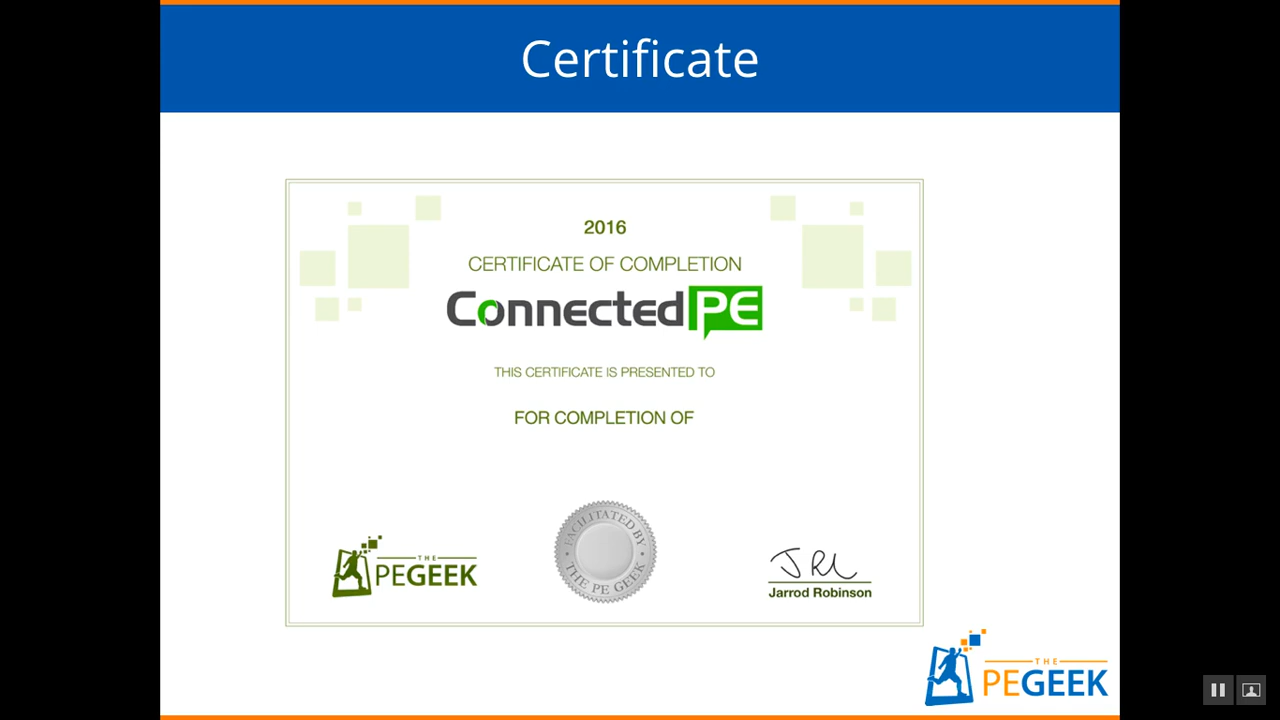 Certificate
2016
CERTIFICATE OF COMPLETION
ConnectedPE
THIS CERTIFICATE IS PRESENTED TO
FOR COMPLETION OF
FACILITATED BY
THE PE GEEK
THE
PEGEEK
JRL
Jarrod Robinson
THE
PEGEEK